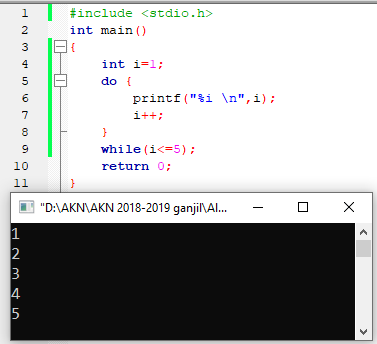 1 #include <stdio.h>
2 int main()
3 {
4 int i=1;
5 do {
6 printf("%i \n",i);
7 i++;
8 }
9 while(i<=5);
10 return 0;
11 }
"D:\AKN\AKN 2018-2019 ganjil\Al...
1
2
3
4
5